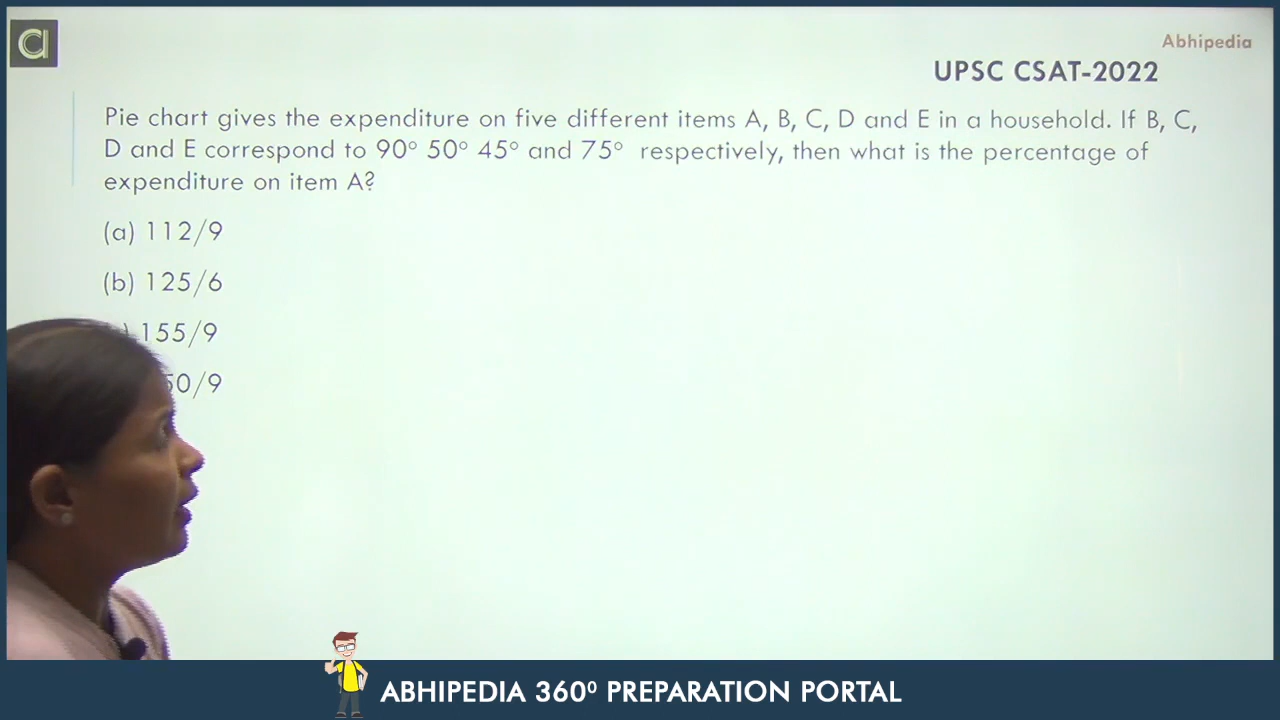 Abhipedia
UPSC CSAT-2022
Pie chart gives the expenditure on five different items A, B, C, D and E in a household. If B, C,
D and E correspond to 90° 50° 45° and 75° respectively, then what is the percentage of
expenditure on item A?
(a) 112/9
(b) 125/6
) 155/9
50/9
ABHIPEDIA 360⁰ PREPARATION PORTAL